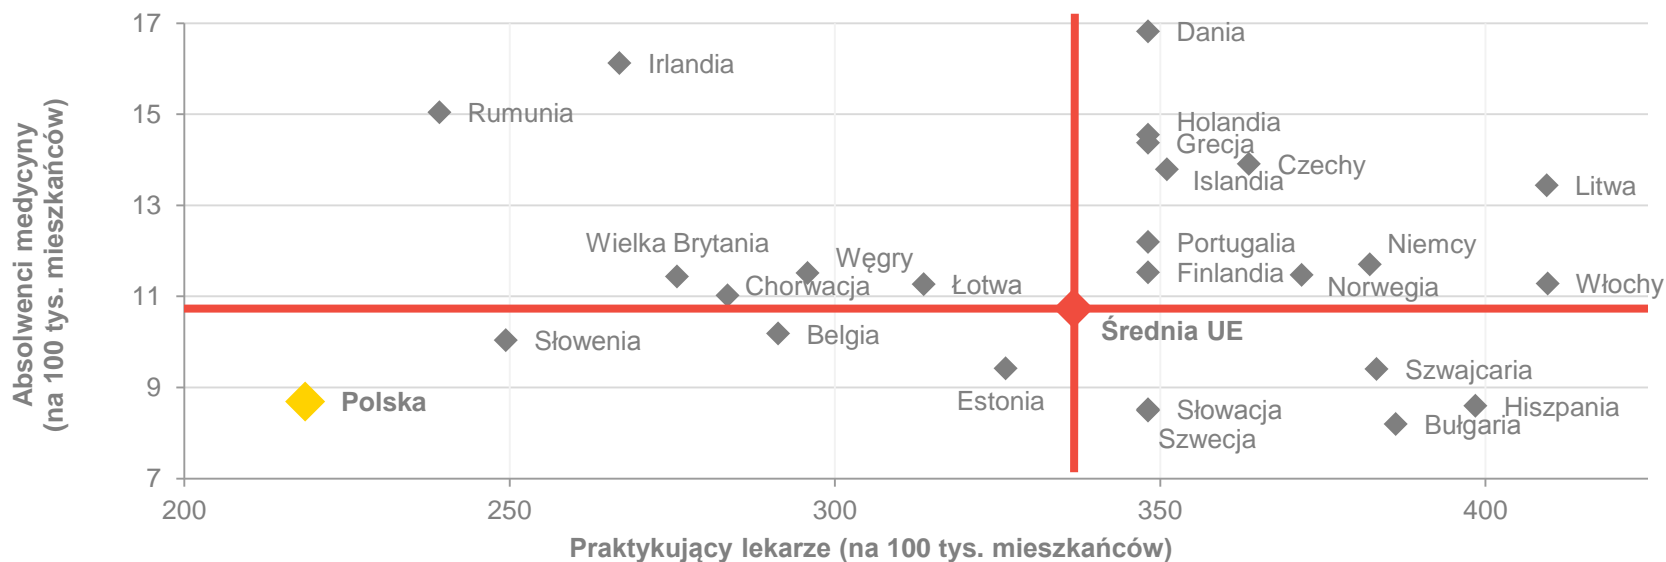 Absolwenci medycyny
(na 100 tys. mieszkańców)
17
15
13
11
9
7
Dania
Irlandia
Rumunia
Holandia
Grecja
Czechy
Islandia
Litwa
Wielka Brytania
Węgry
Portugalia
Niemcy
Chorwacja
Łotwa
Finlandia
Norwegia
Włochy
Słowenia
Belgia
Średnia UE
Estonia
Szwajcaria
Polska
Słowacja
Hiszpania
Szwecja
Bułgaria
200
250
300
350
400
Praktykujący lekarze (na 100 tys. mieszkańców)